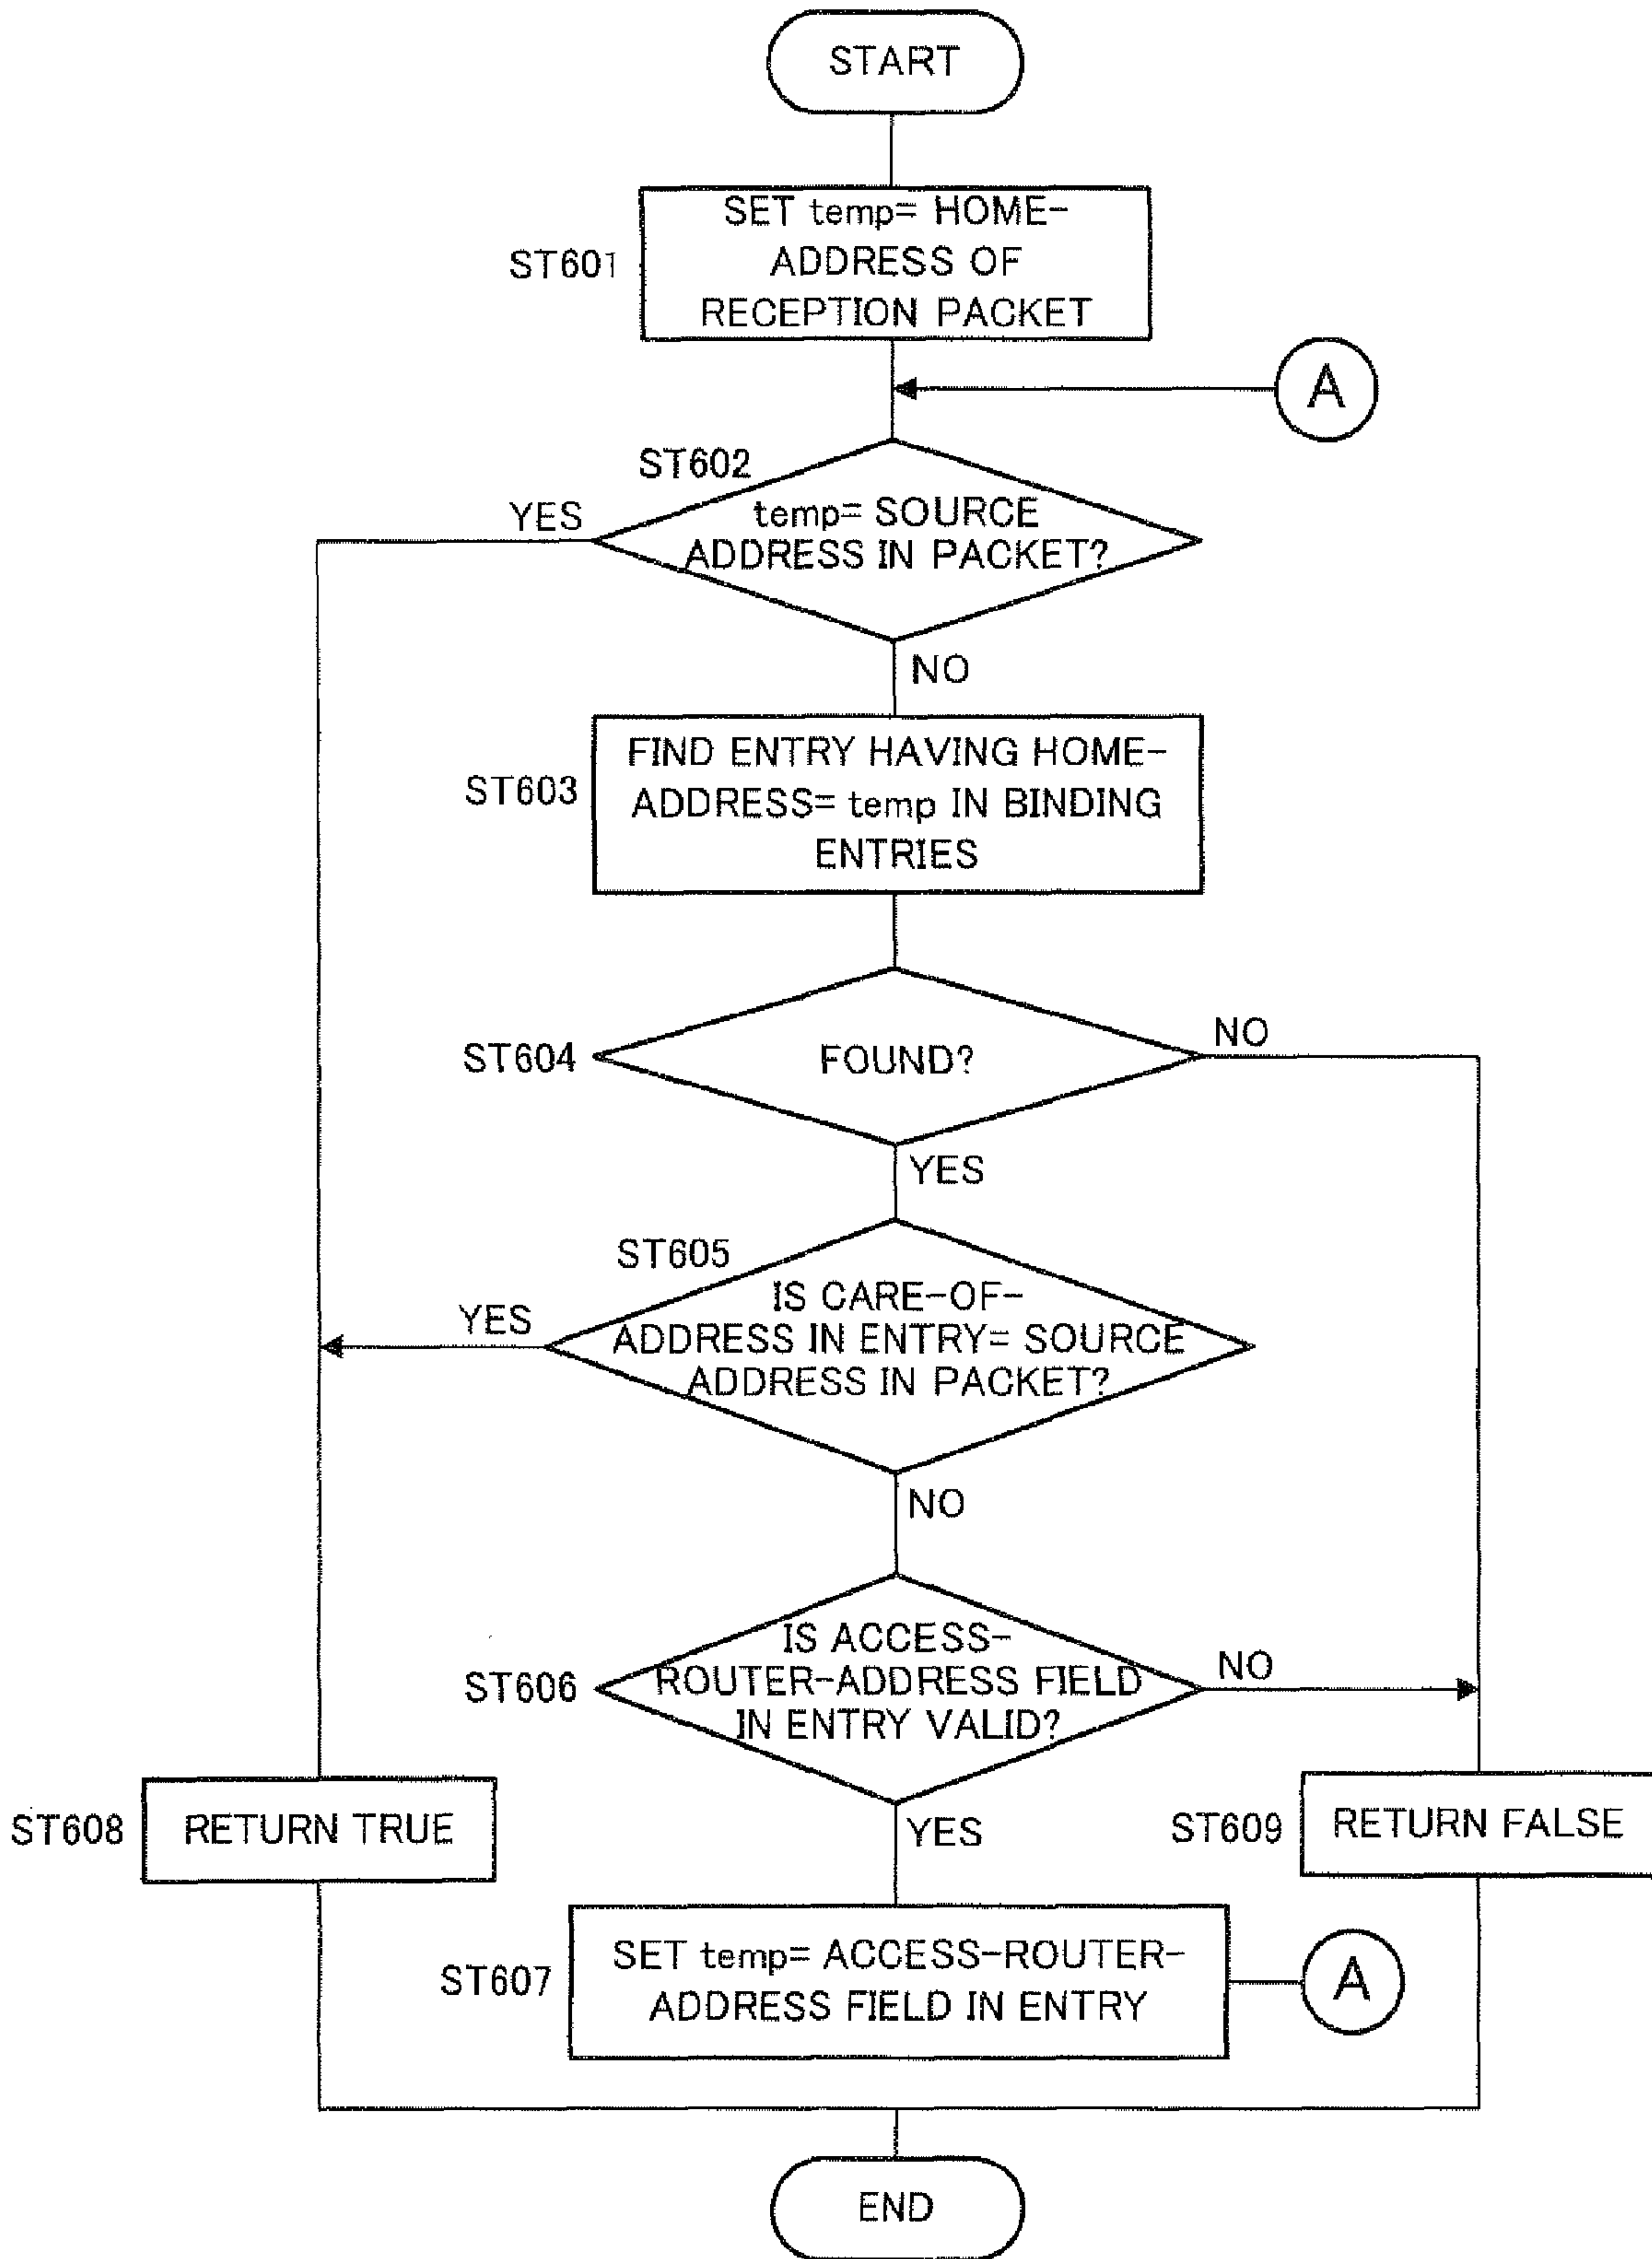 START
ST601
SET temp= HOME-
ADDRESS OF
RECEPTION PACKET
A
ST602
YES
temp= SOURCE
ADDRESS IN PACKET?
NO
ST603
FIND ENTRY HAVING HOME-
ADDRESS= temp IN BINDING
ENTRIES
ST604
FOUND?
NO
YES
ST605
YES
IS CARE-OF-
ADDRESS IN ENTRY= SOURCE
ADDRESS IN PACKET?
NO
ST606
IS ACCESS-
ROUTER-ADDRESS FIELD
IN ENTRY VALID?
NO
YES
ST608
RETURN TRUE
ST609
RETURN FALSE
ST607
SET temp= ACCESS-ROUTER-
ADDRESS FIELD IN ENTRY
A
END